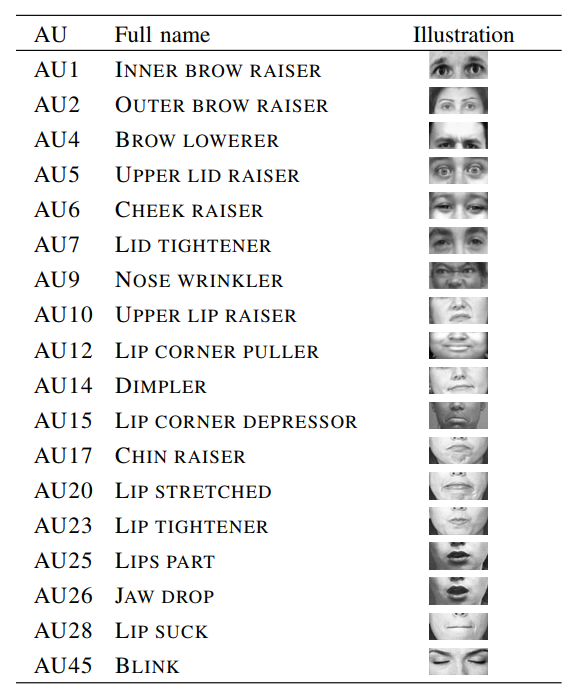 AU Full name Illustration
AU1 INNER BROW RAISER
AU2 OUTER BROW RAISER
AU4 BROW LOWERER
AU5 UPPER LID RAISER
AU6 CHEEK RAISER
AU7 LID TIGHTENER
AU9 NOSE WRINKLER
AU10 UPPER LIP RAISER
AU12 LIP CORNER PULLER
AU14 DIMPLER
AU15 LIP CORNER DEPRESSOR
AU17 CHIN RAISER
AU20 LIP STRETCHED
AU23 LIP TIGHTENER
AU25 LIPS PART
AU26 JAW DROP
AU28 LIP SUCK
AU45 BLINK